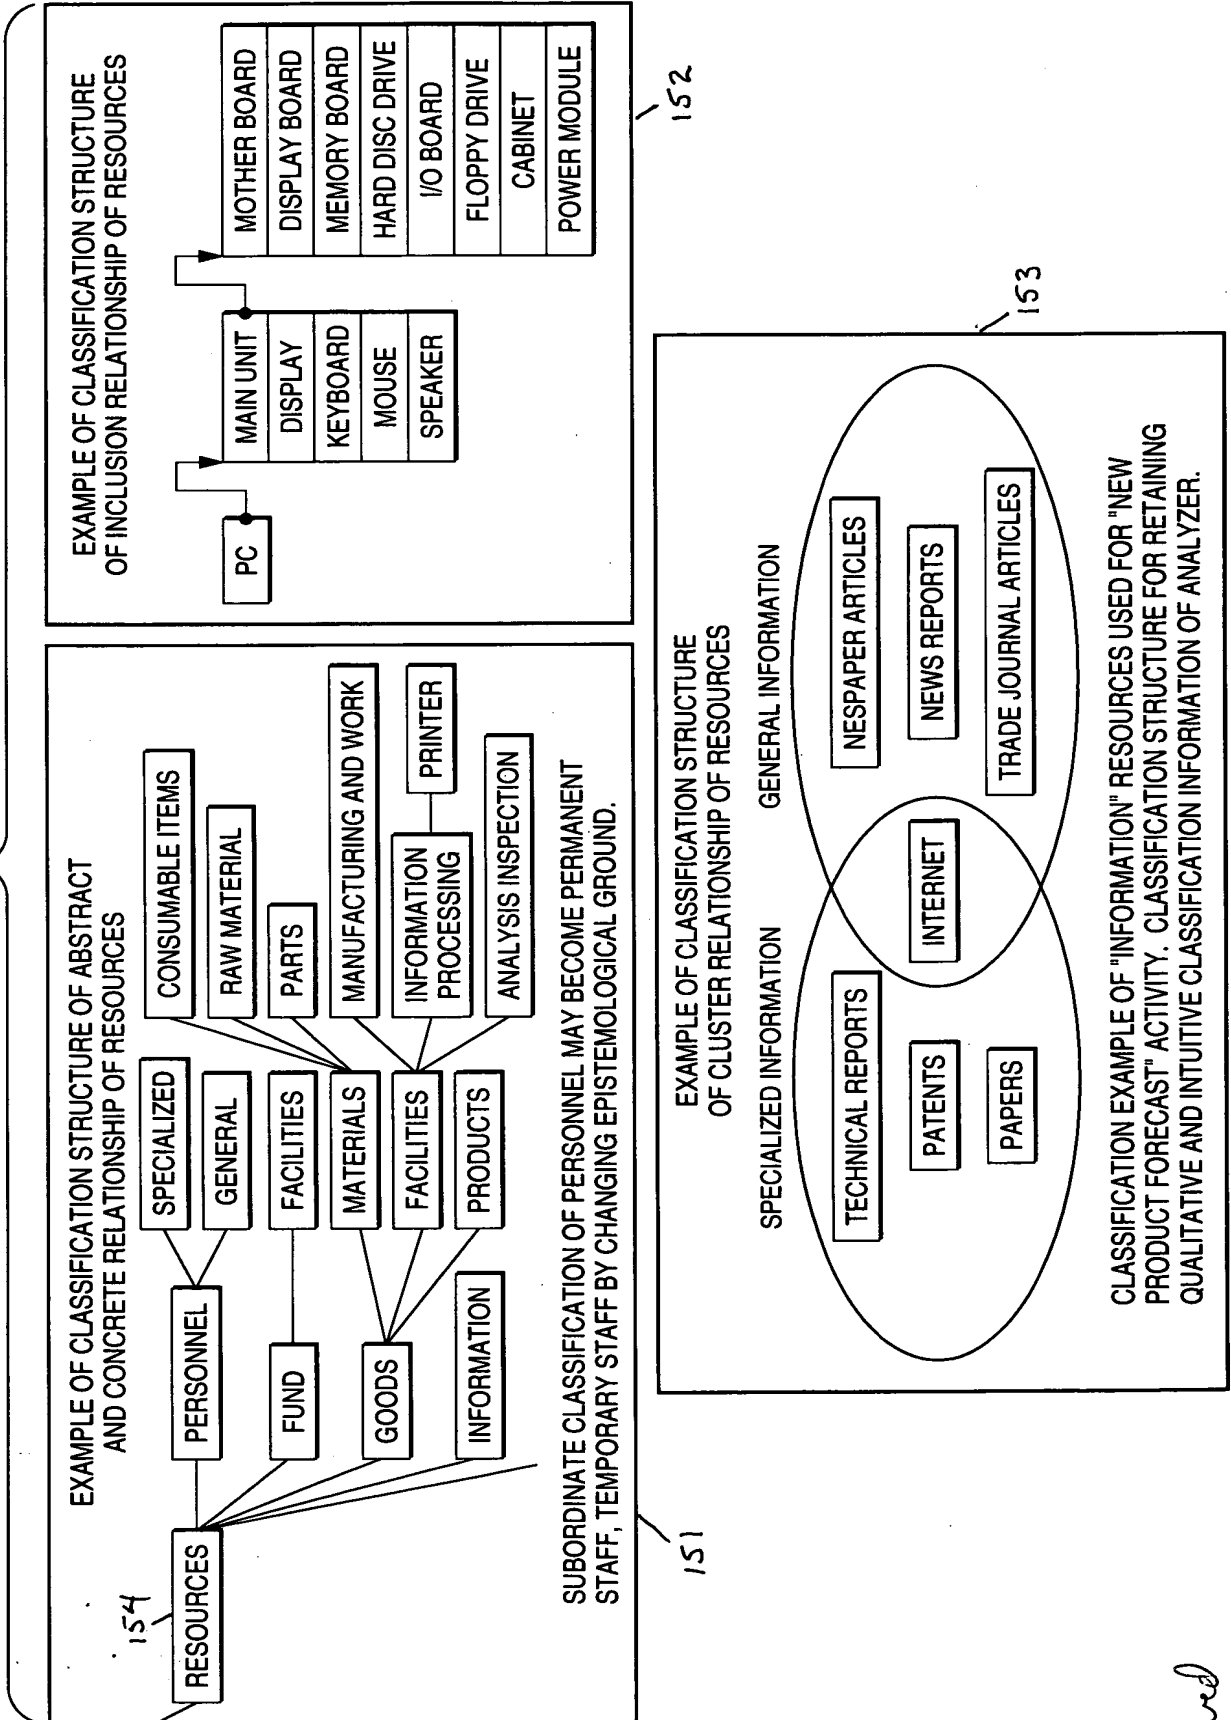 EXAMPLE OF CLASSIFICATION STRUCTURE OF ABSTRACT
AND CONCRETE RELATIONSHIP OF RESOURCES
154
RESOURCES
PERSONNEL
FUND
GOODS
INFORMATION
SPECIALIZED
GENERAL
FACILITIES
MATERIALS
FACILITIES
PRODUCTS
CONSUMABLE ITEMS
RAW MATERIAL
PARTS
MANUFACTURING AND WORK
INFORMATION
PROCESSING
PRINTER
ANALYSIS INSPECTION
SUBORDINATE CLASSIFICATION OF PERSONNEL MAY BECOME PERMANENT
STAFF, TEMPORARY STAFF BY CHANGING EPISTEMOLOGICAL GROUND.
151
EXAMPLE OF CLASSIFICATION STRUCTURE
OF INCLUSION RELATIONSHIP OF RESOURCES
PC
MAIN UNIT
DISPLAY
KEYBOARD
MOUSE
SPEAKER
MOTHER BOARD
DISPLAY BOARD
MEMORY BOARD
HARD DISC DRIVE
I/O BOARD
FLOPPY DRIVE
CABINET
POWER MODULE
152
EXAMPLE OF CLASSIFICATION STRUCTURE
OF CLUSTER RELATIONSHIP OF RESOURCES
SPECIALIZED INFORMATION
GENERAL INFORMATION
TECHNICAL REPORTS
PATENTS
PAPERS
INTERNET
NESPAPER ARTICLES
NEWS REPORTS
TRADE JOURNAL ARTICLES
CLASSIFICATION EXAMPLE OF "INFORMATION" RESOURCES USED FOR "NEW
PRODUCT FORECAST" ACTIVITY. CLASSIFICATION STRUCTURE FOR RETAINING
QUALITATIVE AND INTUITIVE CLASSIFICATION INFORMATION OF ANALYZER.
153